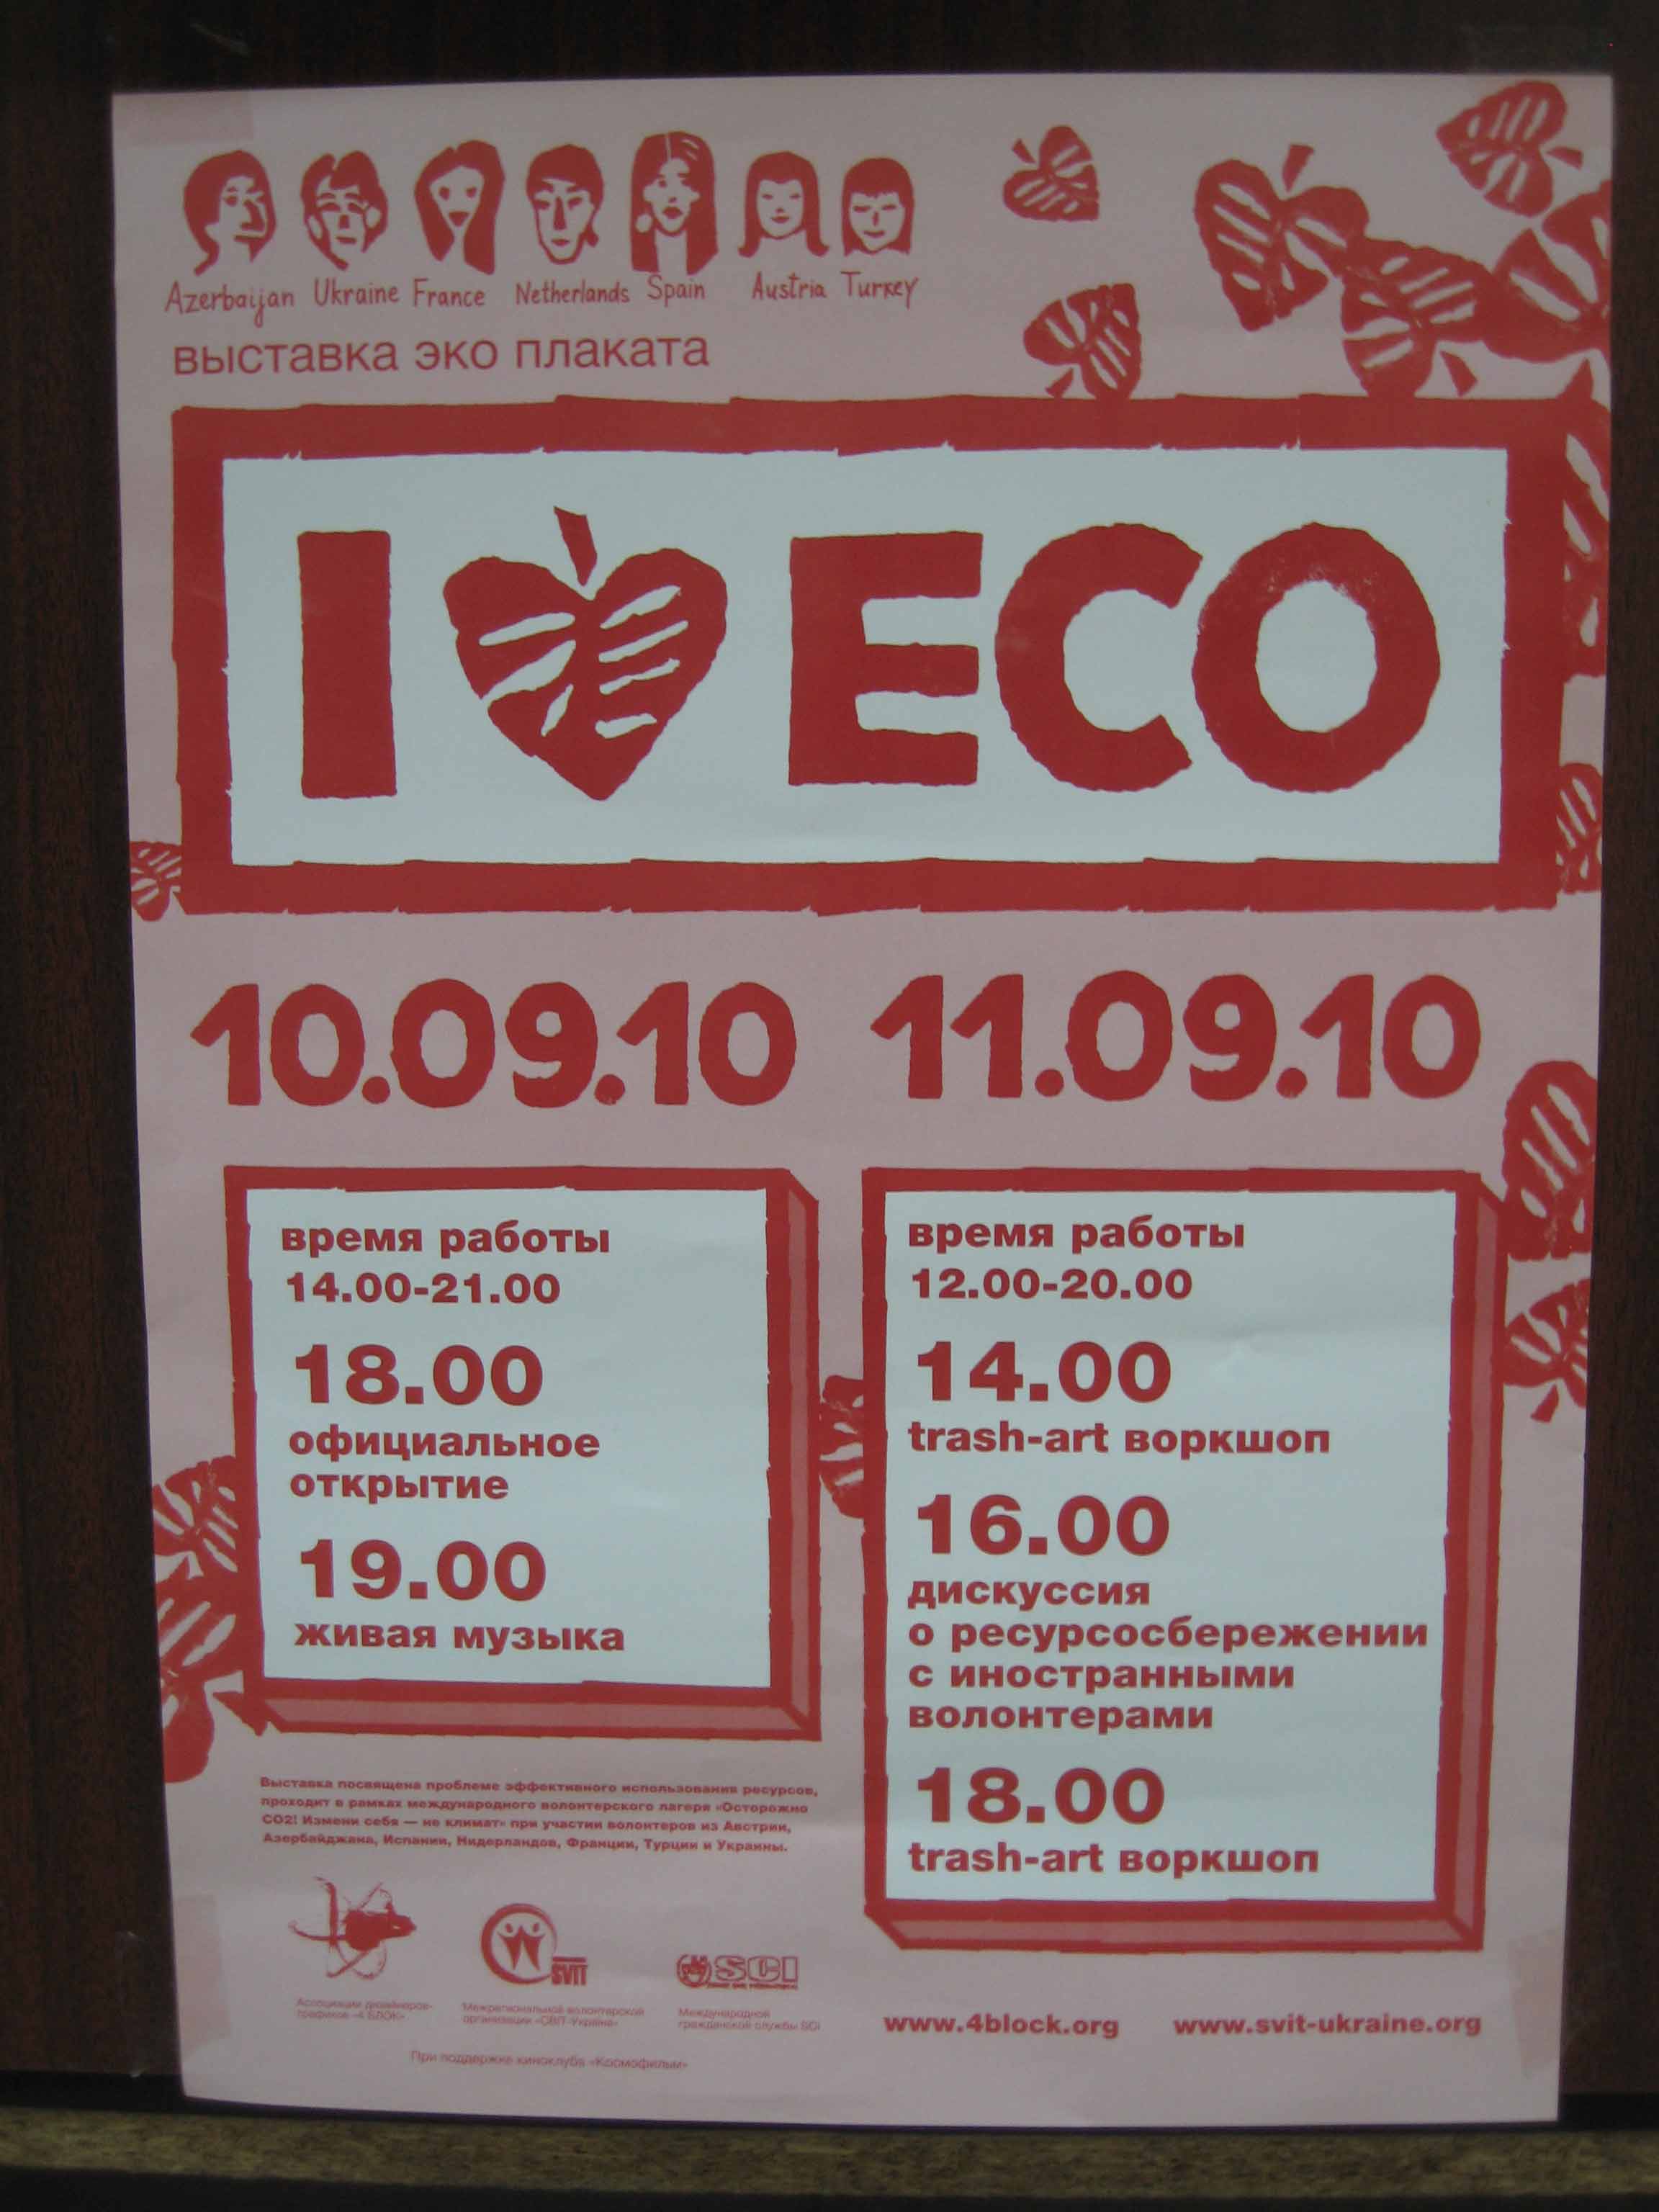 Azerbaijan Ukraine France Netherlands Spain Austria Turkey
выставка эко плаката
I ECO
10.09.10 11.09.10
время работы
14.00-21.00
18.00
официальное
открытие
19.00
живая музыка
время работы
12.00-20.00
14.00
trash-art воркшоп
16.00
дискуссия
о ресурсосбережении
с иностранными
волонтерами
18.00
trash-art воркшоп
Выставка посвящена проблеме эффективного использования ресурсов,
проходит в рамках международного волонтерского лагеря «Осторожно
СО2! Измени себя — не климат» при участии волонтеров из Австрии,
Азербайджана, Испании, Нидерландов, Франции, Турции и Украины.
SVIT
SCI
Ассоциации дизайнеров-
графиков «4 БЛОК»
Межрегиональной волонтерской
организации «СВІТ-Україна»
Международной
гражданской службы SCI
При поддержке киноклуба «Космофильм»
www.4block.org www.svit-ukraine.org